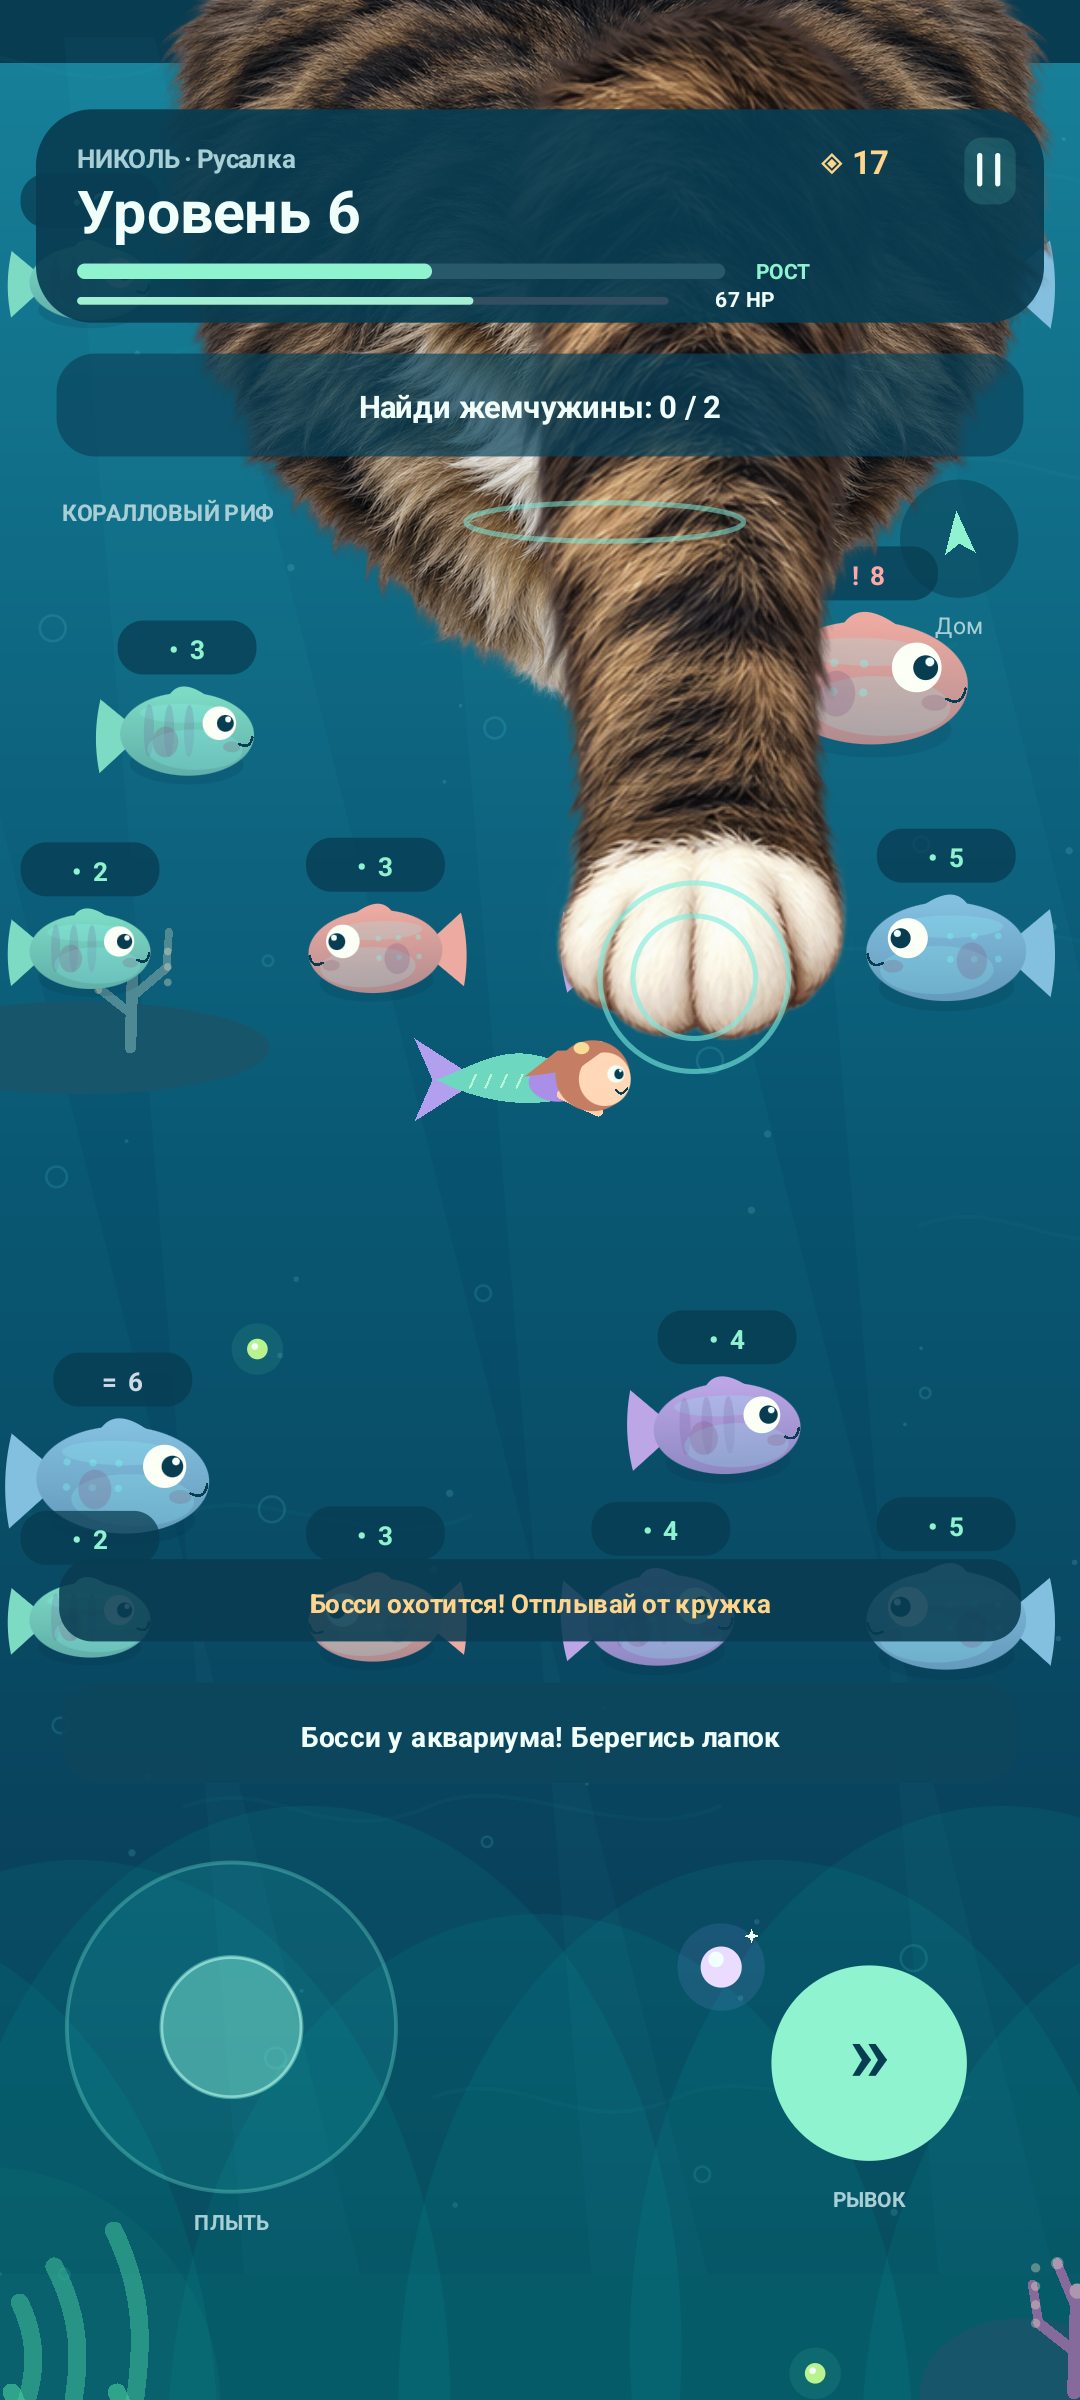 НИКОЛЬ · Русалка
17
Уровень 6
РОСТ
67 HP
Найди жемчужины: 0 / 2
КОРАЛЛОВЫЙ РИФ
! 8
Дом
• 3
• 2
• 3
• 5
• 4
= 6
• 2
• 3
• 4
• 5
Босси охотится! Отплывай от кружка
Босси у аквариума! Берегись лапок
»
ПЛЫТЬ
РЫВОК